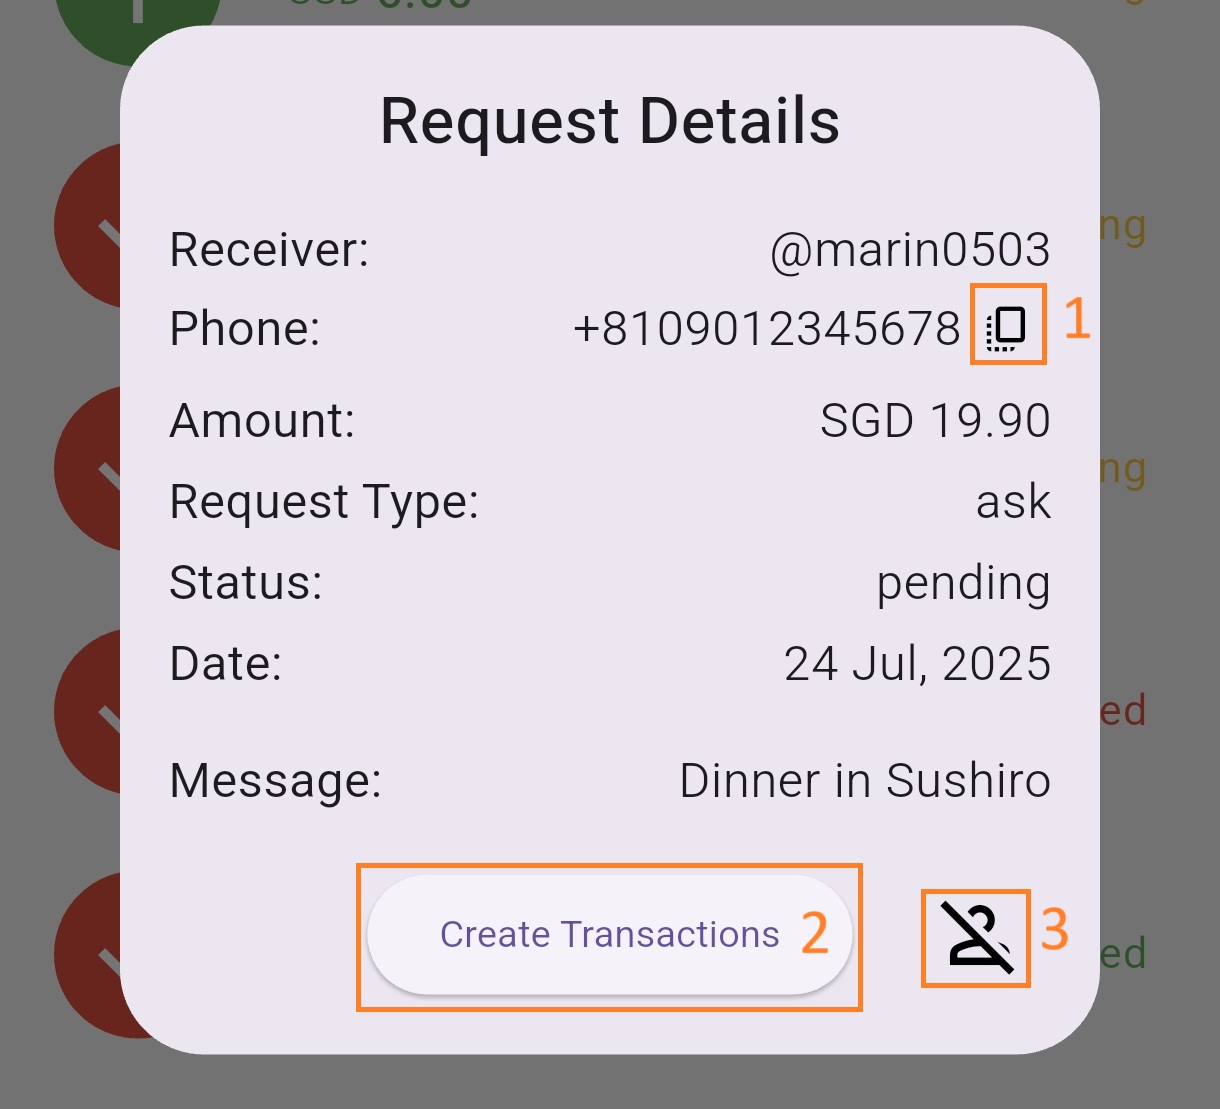 Request Details
Receiver: @marin0503
Phone: +8109012345678 1
Amount: SGD 19.90
Request Type: ask
Status: pending
Date: 24 Jul, 2025
Message: Dinner in Sushiro
Create Transactions 2
3